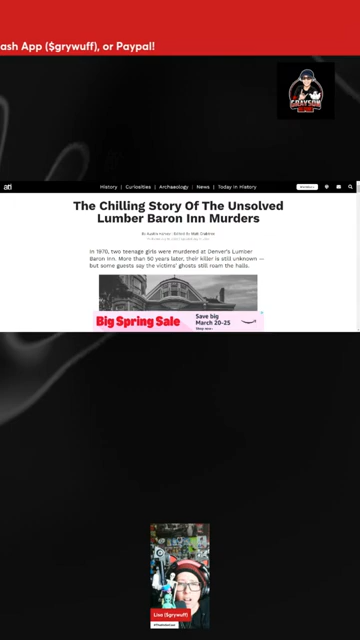 ash App ($grywuff), or Paypal!
GRAYSON
ati
History | Curiosities | Archaeology | News | Today In History
The Chilling Story Of The Unsolved
Lumber Baron Inn Murders
In 1970, two teenage girls were murdered at Denver's Lumber
Baron Inn. More than 50 years later, their killer is still unknown —
but some guests say the victims' ghosts still roam the halls.
Big Spring Sale
Save big
March 20-25
Shop now
Live ($grywuff)